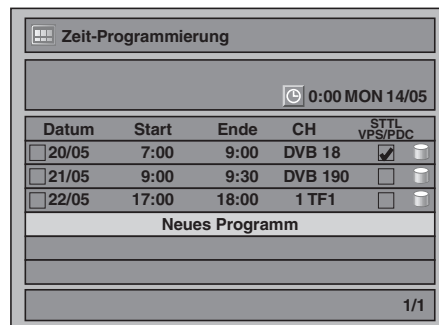 Zeit-Programmierung
0:00 MON 14/05
Datum Start Ende CH STTL VPS/PDC
20/05 7:00 9:00 DVB 18
21/05 9:00 9:30 DVB 190
22/05 17:00 18:00 1 TF1
Neues Programm
1/1